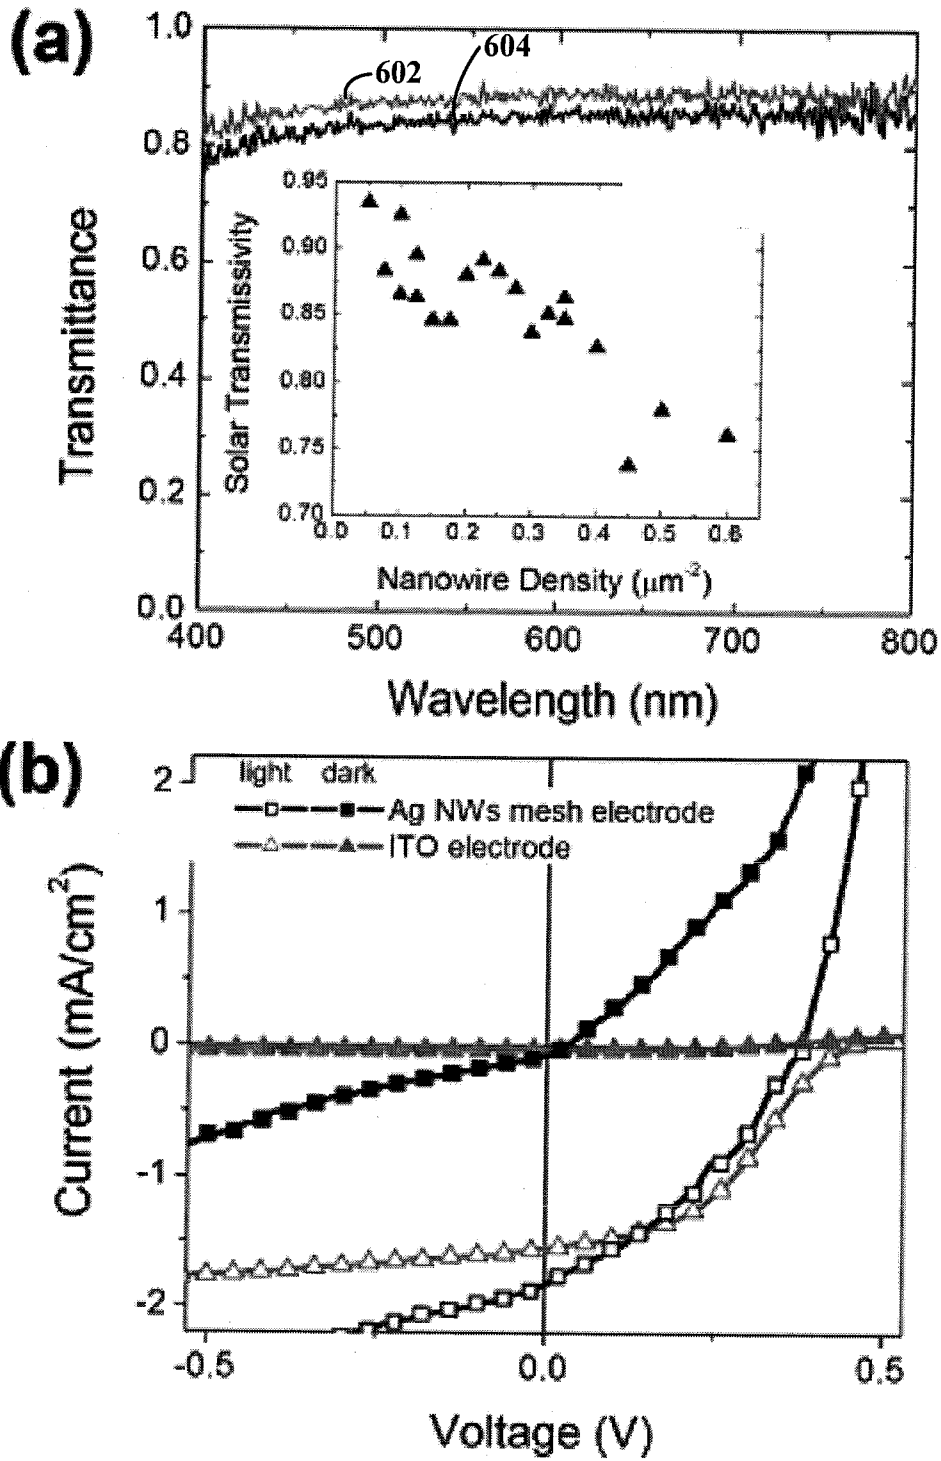 (a)
1.0
0.8
0.6
0.4
0.2
0.0
Transmittance
602
604
0.95
0.90
0.85
0.80
0.75
0.70
Solar Transmissivity
0.0 0.1 0.2 0.3 0.4 0.5 0.6
Nanowire Density (μm⁻²)
400 500 600 700 800
Wavelength (nm)
(b)
light dark
Ag NWs mesh electrode
ITO electrode
2
1
0
-1
-2
Current (mA/cm²)
-0.5 0.0 0.5
Voltage (V)